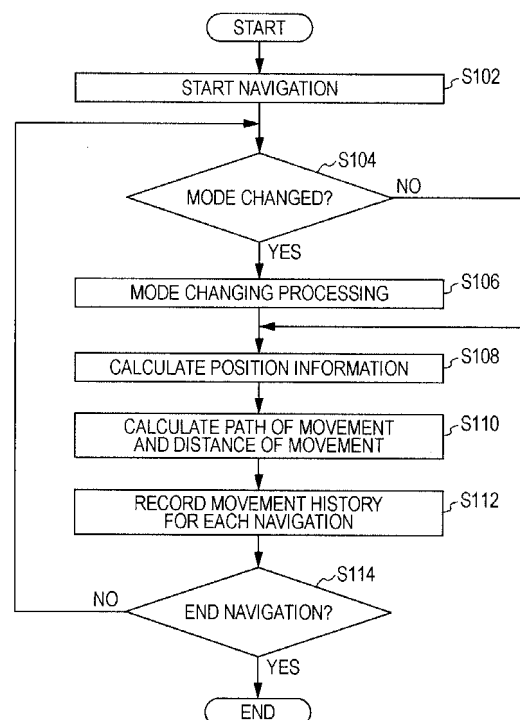 START
START NAVIGATION
S102
S104
MODE CHANGED?
NO
YES
MODE CHANGING PROCESSING
S106
CALCULATE POSITION INFORMATION
S108
CALCULATE PATH OF MOVEMENT
AND DISTANCE OF MOVEMENT
S110
RECORD MOVEMENT HISTORY
FOR EACH NAVIGATION
S112
S114
NO
END NAVIGATION?
YES
END